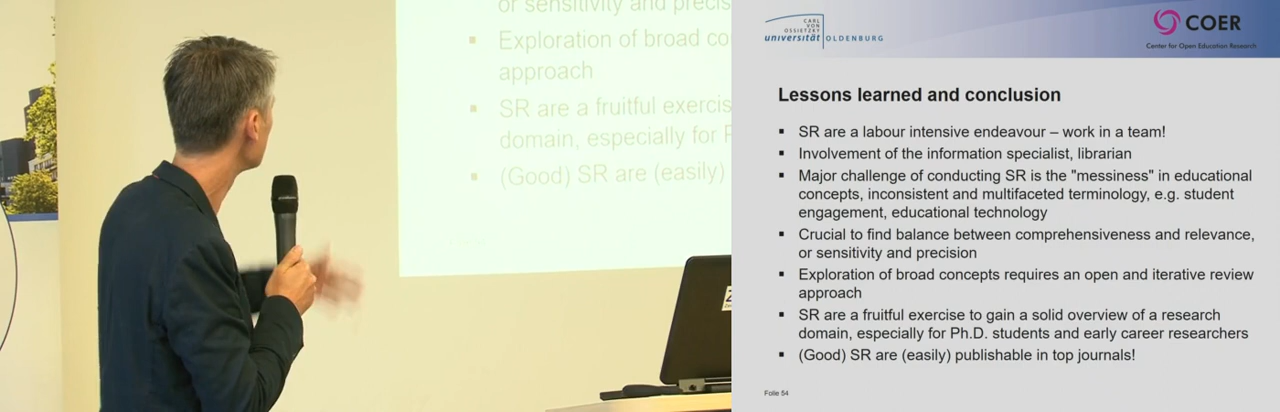 or sensitivity and precis
Exploration of broad co
approach
SR are a fruitful exercis
domain, especially for P
(Good) SR are (easily)
CARL
VON
OSSIETZKY
universität OLDENBURG
COER
Center for Open Education Research
Lessons learned and conclusion
▪ SR are a labour intensive endeavour – work in a team!
▪ Involvement of the information specialist, librarian
▪ Major challenge of conducting SR is the "messiness" in educational
concepts, inconsistent and multifaceted terminology, e.g. student
engagement, educational technology
▪ Crucial to find balance between comprehensiveness and relevance,
or sensitivity and precision
▪ Exploration of broad concepts requires an open and iterative review
approach
▪ SR are a fruitful exercise to gain a solid overview of a research
domain, especially for Ph.D. students and early career researchers
▪ (Good) SR are (easily) publishable in top journals!
Folie 54